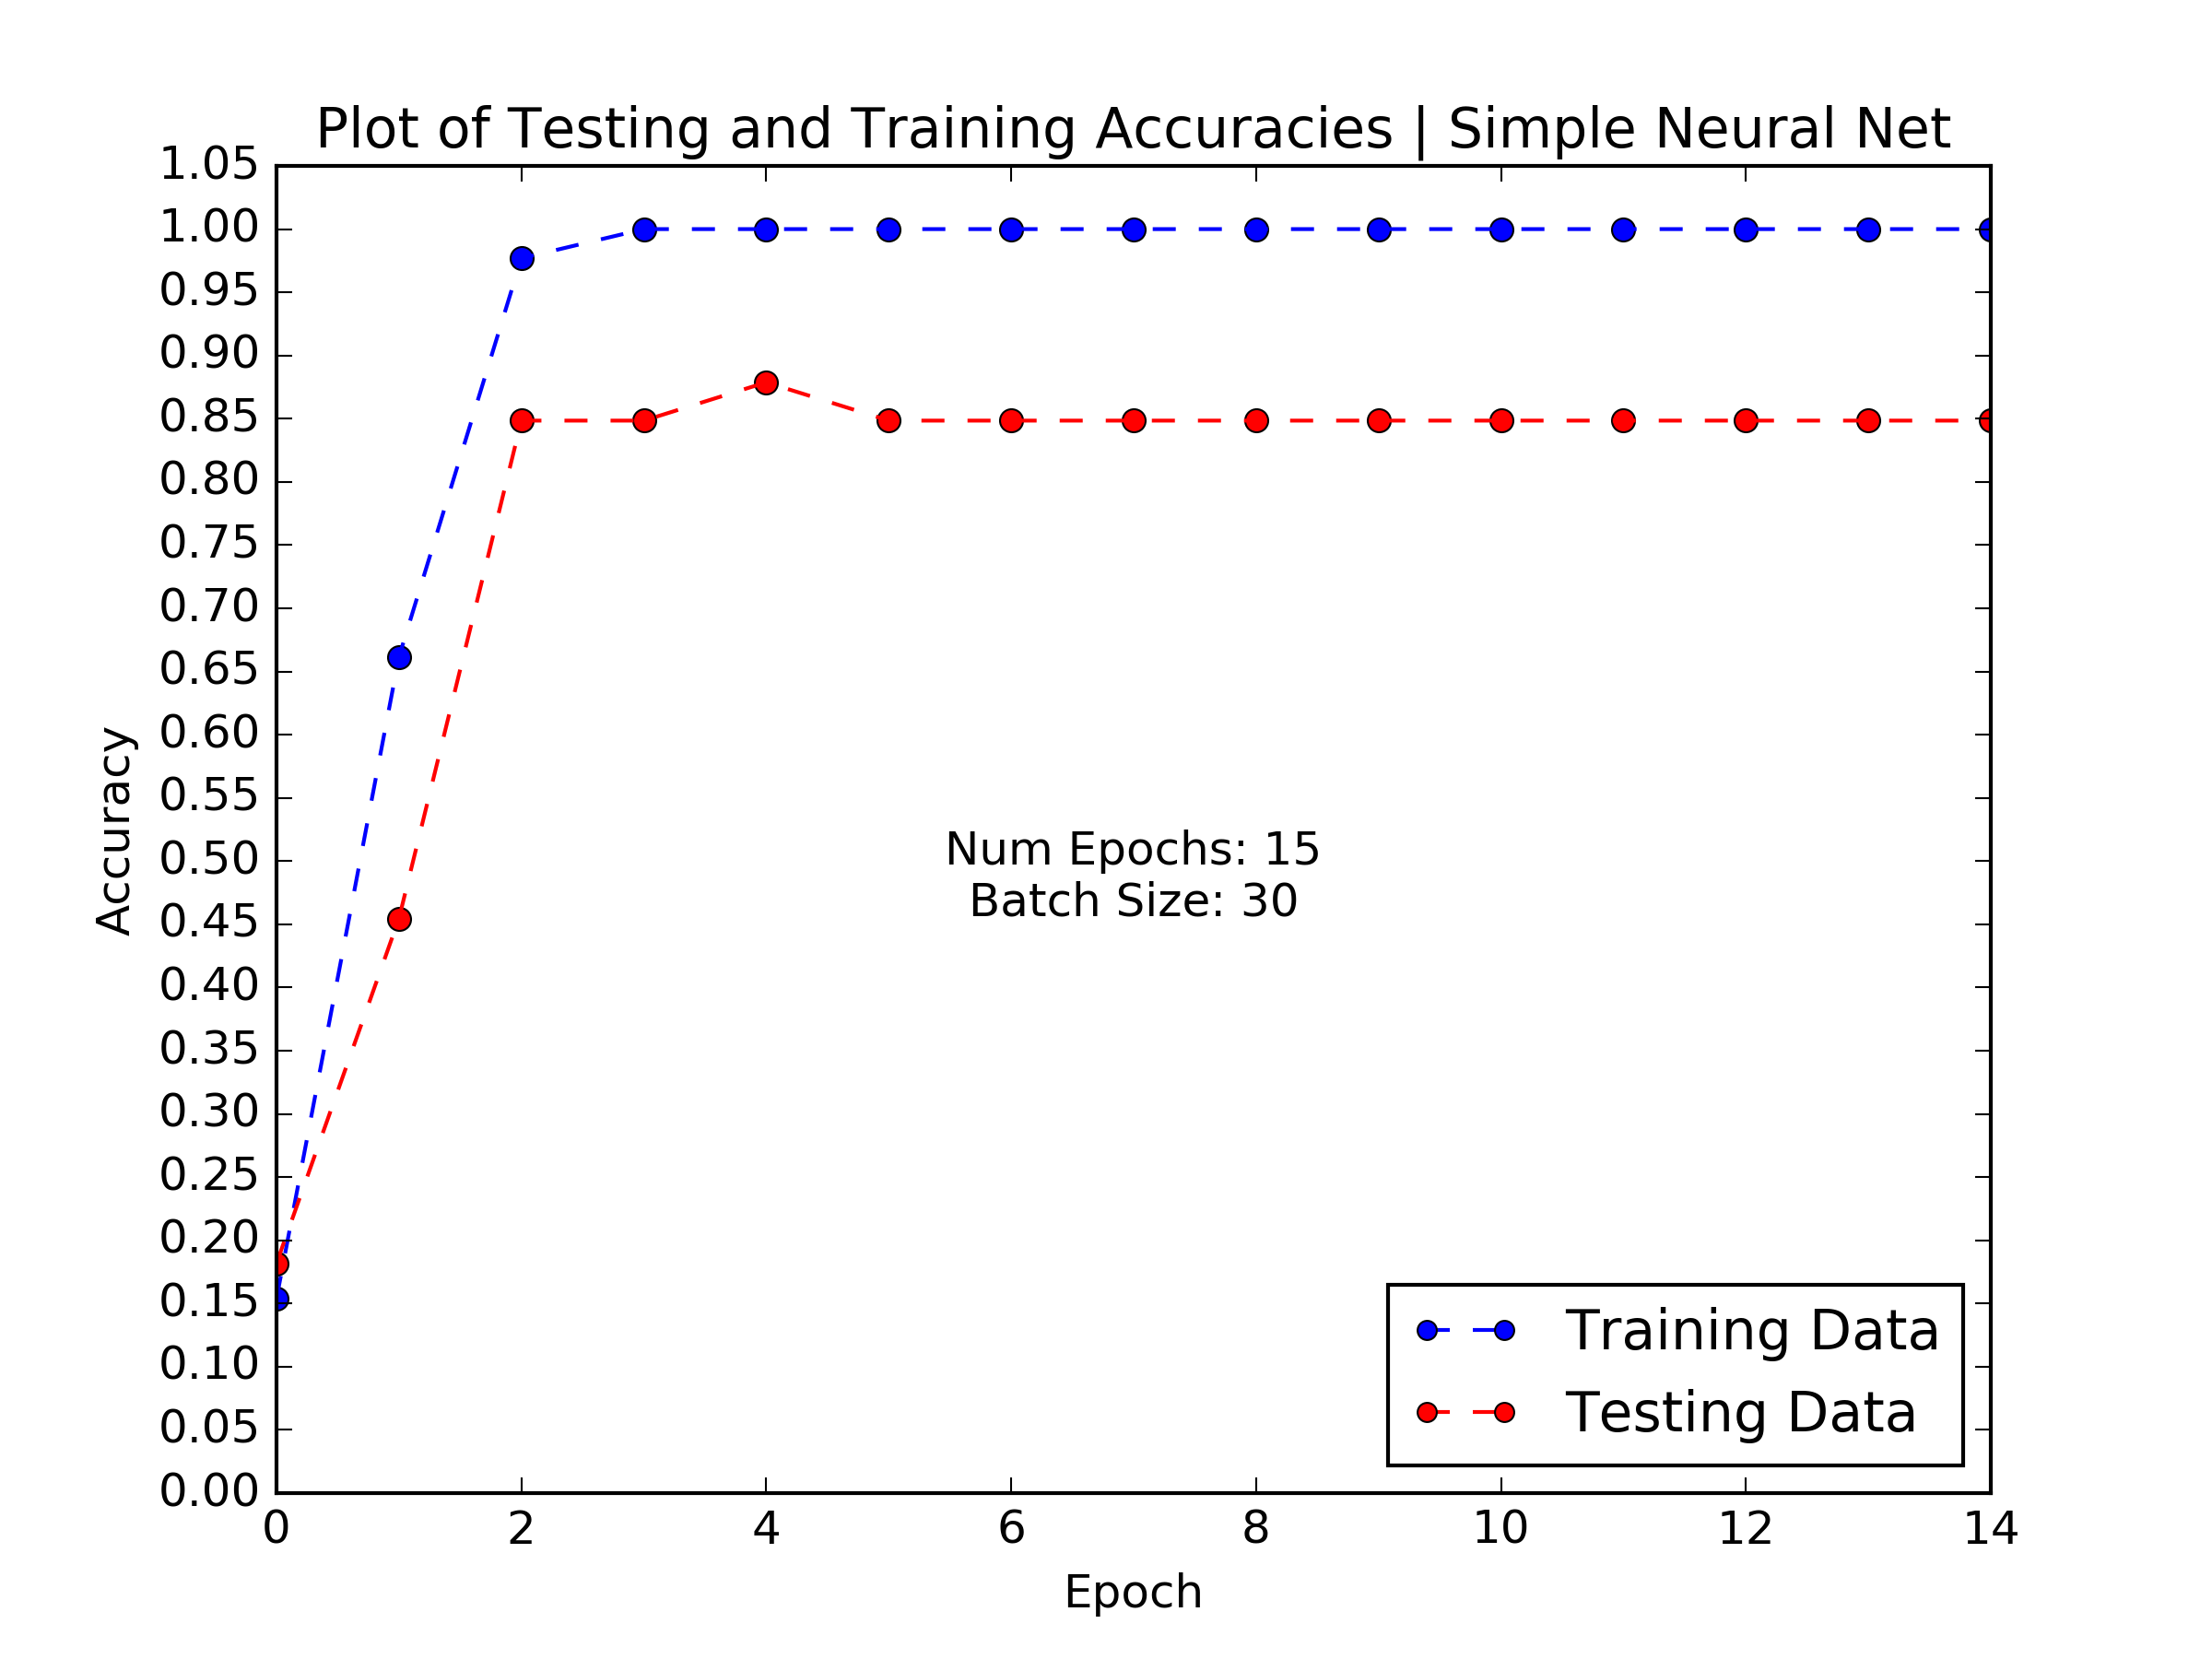 Plot of Testing and Training Accuracies | Simple Neural Net
1.05
1.00
0.95
0.90
0.85
0.80
0.75
0.70
0.65
0.60
0.55
0.50
0.45
0.40
0.35
0.30
0.25
0.20
0.15
0.10
0.05
0.00
Accuracy
Num Epochs: 15
Batch Size: 30
Training Data
Testing Data
0 2 4 6 8 10 12 14
Epoch